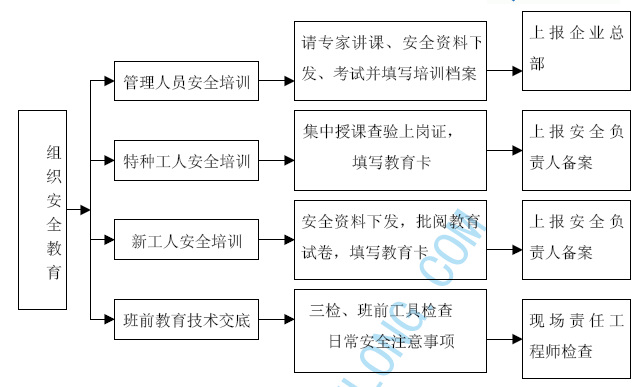 组织安全教育
管理人员安全培训
请专家讲课、安全资料下
发、考试并填写培训档案
上报企业总
部
特种工人安全培训
集中授课查验上岗证，
填写教育卡
上报安全负
责人备案
新工人安全培训
安全资料下发，批阅教育
试卷，填写教育卡
上报安全负
责人备案
班前教育技术交底
三检、班前工具检查
日常安全注意事项
现场责任工
程师检查
LONG.COM